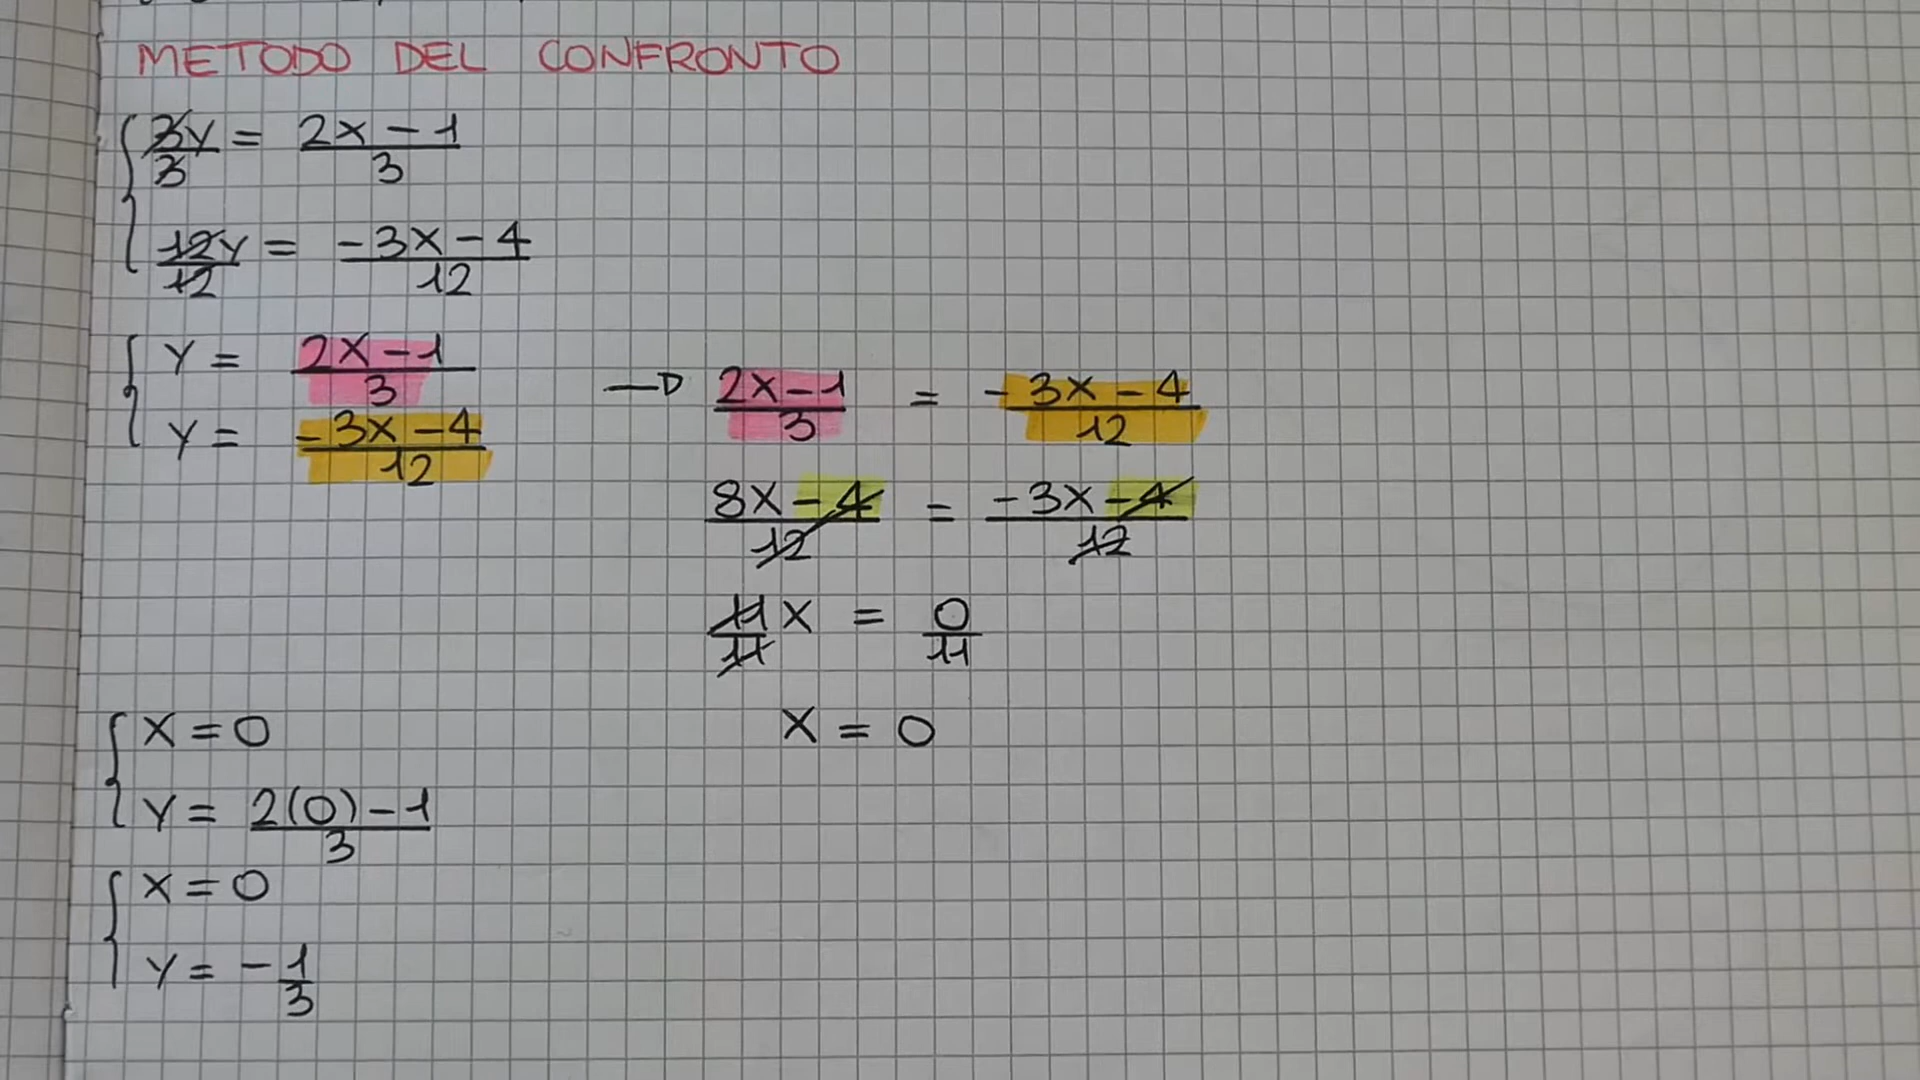 METODO DEL CONFRONTO
3y/3 = 2x-1/3
12y/12 = -3x-4/12
y = 2x-1/3
y = -3x-4/12
→ 2x-1/3 = -3x-4/12
8x-4/12 = -3x-4/12
11/11 x = 0/11
x = 0
x = 0
y = 2(0)-1/3
x = 0
y = -1/3